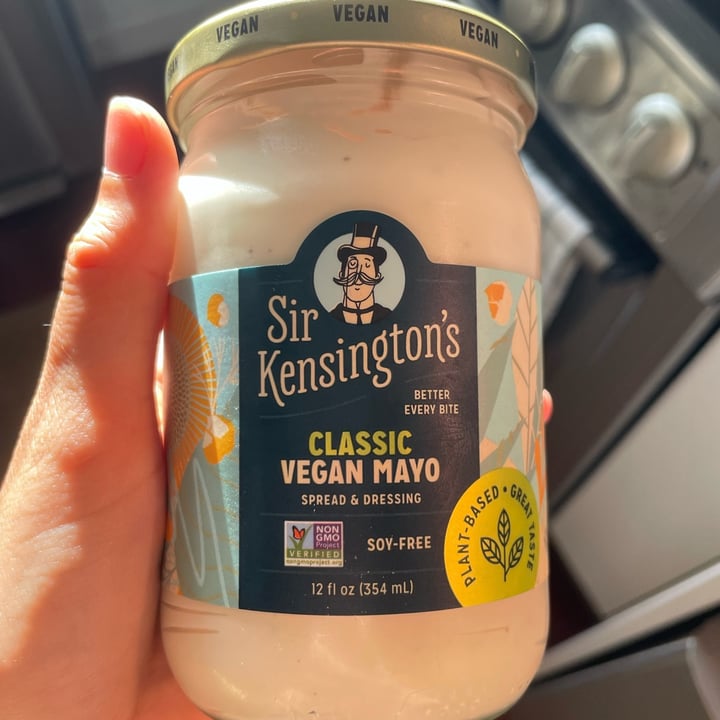 VEGAN VEGAN VEGAN
Sir
Kensington's
BETTER
EVERY BITE
CLASSIC
VEGAN MAYO
SPREAD & DRESSING
NON
GMO
Project
VERIFIED
nongmoproject.org
SOY-FREE
PLANT-BASED • GREAT TASTE
12 fl oz (354 mL)